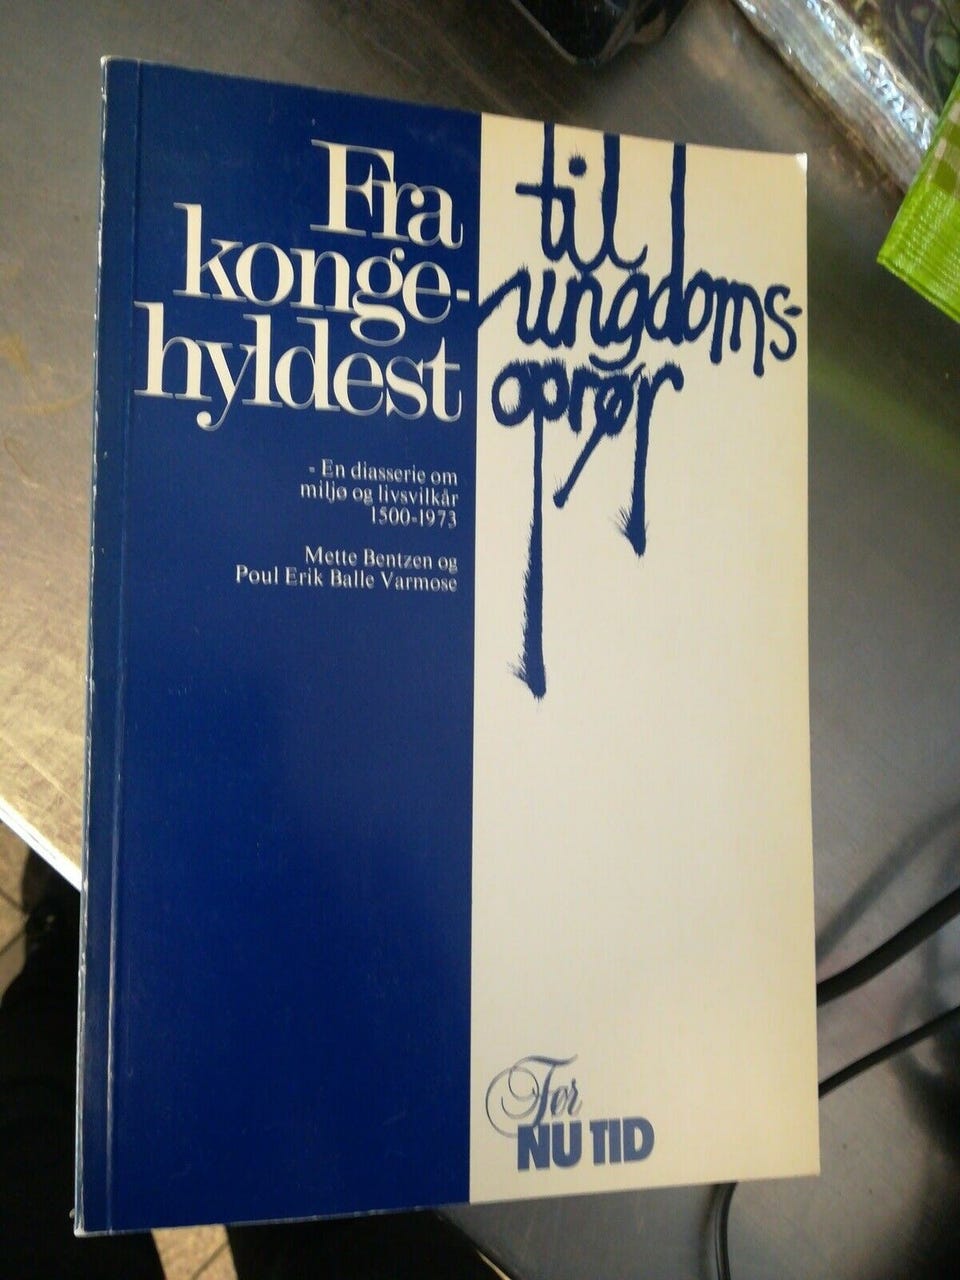 Fra
konge-
hyldest
til
ungdoms-
oprør
- En diasserie om
miljø og livsvilkår
1500-1973
Mette Bentzen og
Poul Erik Balle Varmose
Før
NU TID